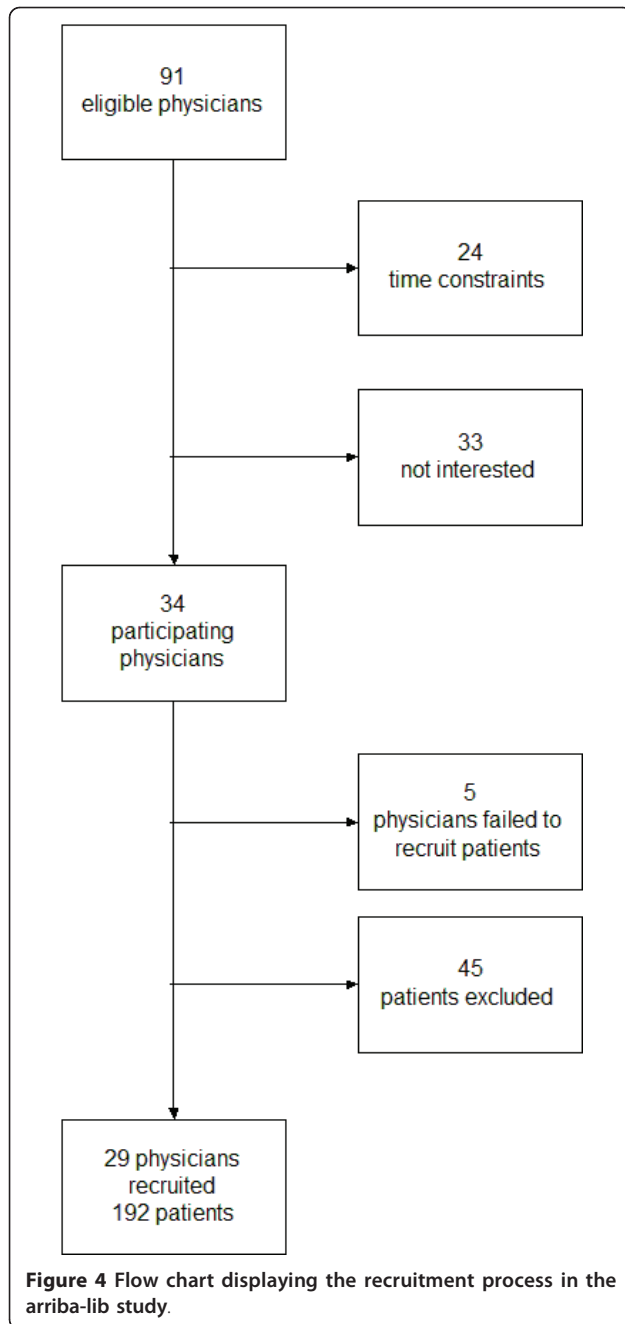 91
eligible physicians
24
time constraints
33
not interested
34
participating
physicians
5
physicians failed to
recruit patients
45
patients excluded
29 physicians
recruited
192 patients
Figure 4 Flow chart displaying the recruitment process in the
arriba-lib study.